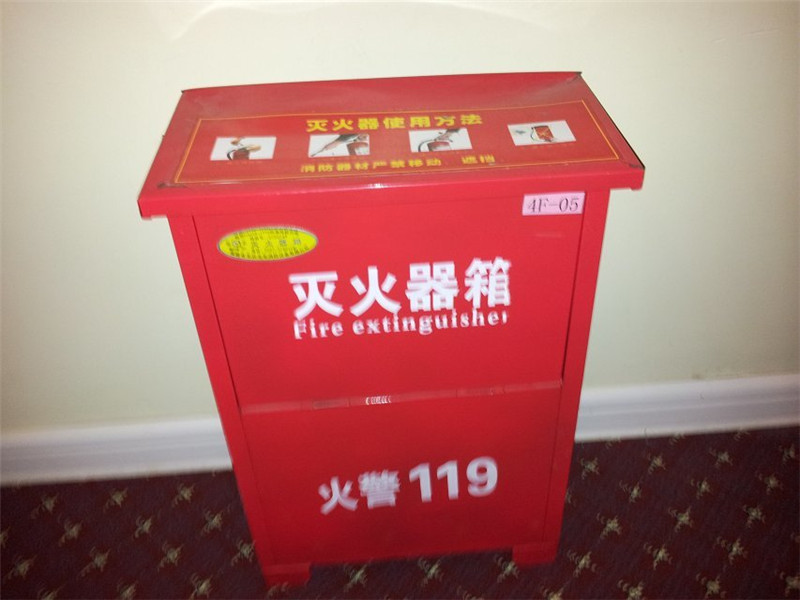 灭火器使用方法
消防器材严禁移动、遮挡
4F-05
灭火器箱
Fire extinguisher
火警119